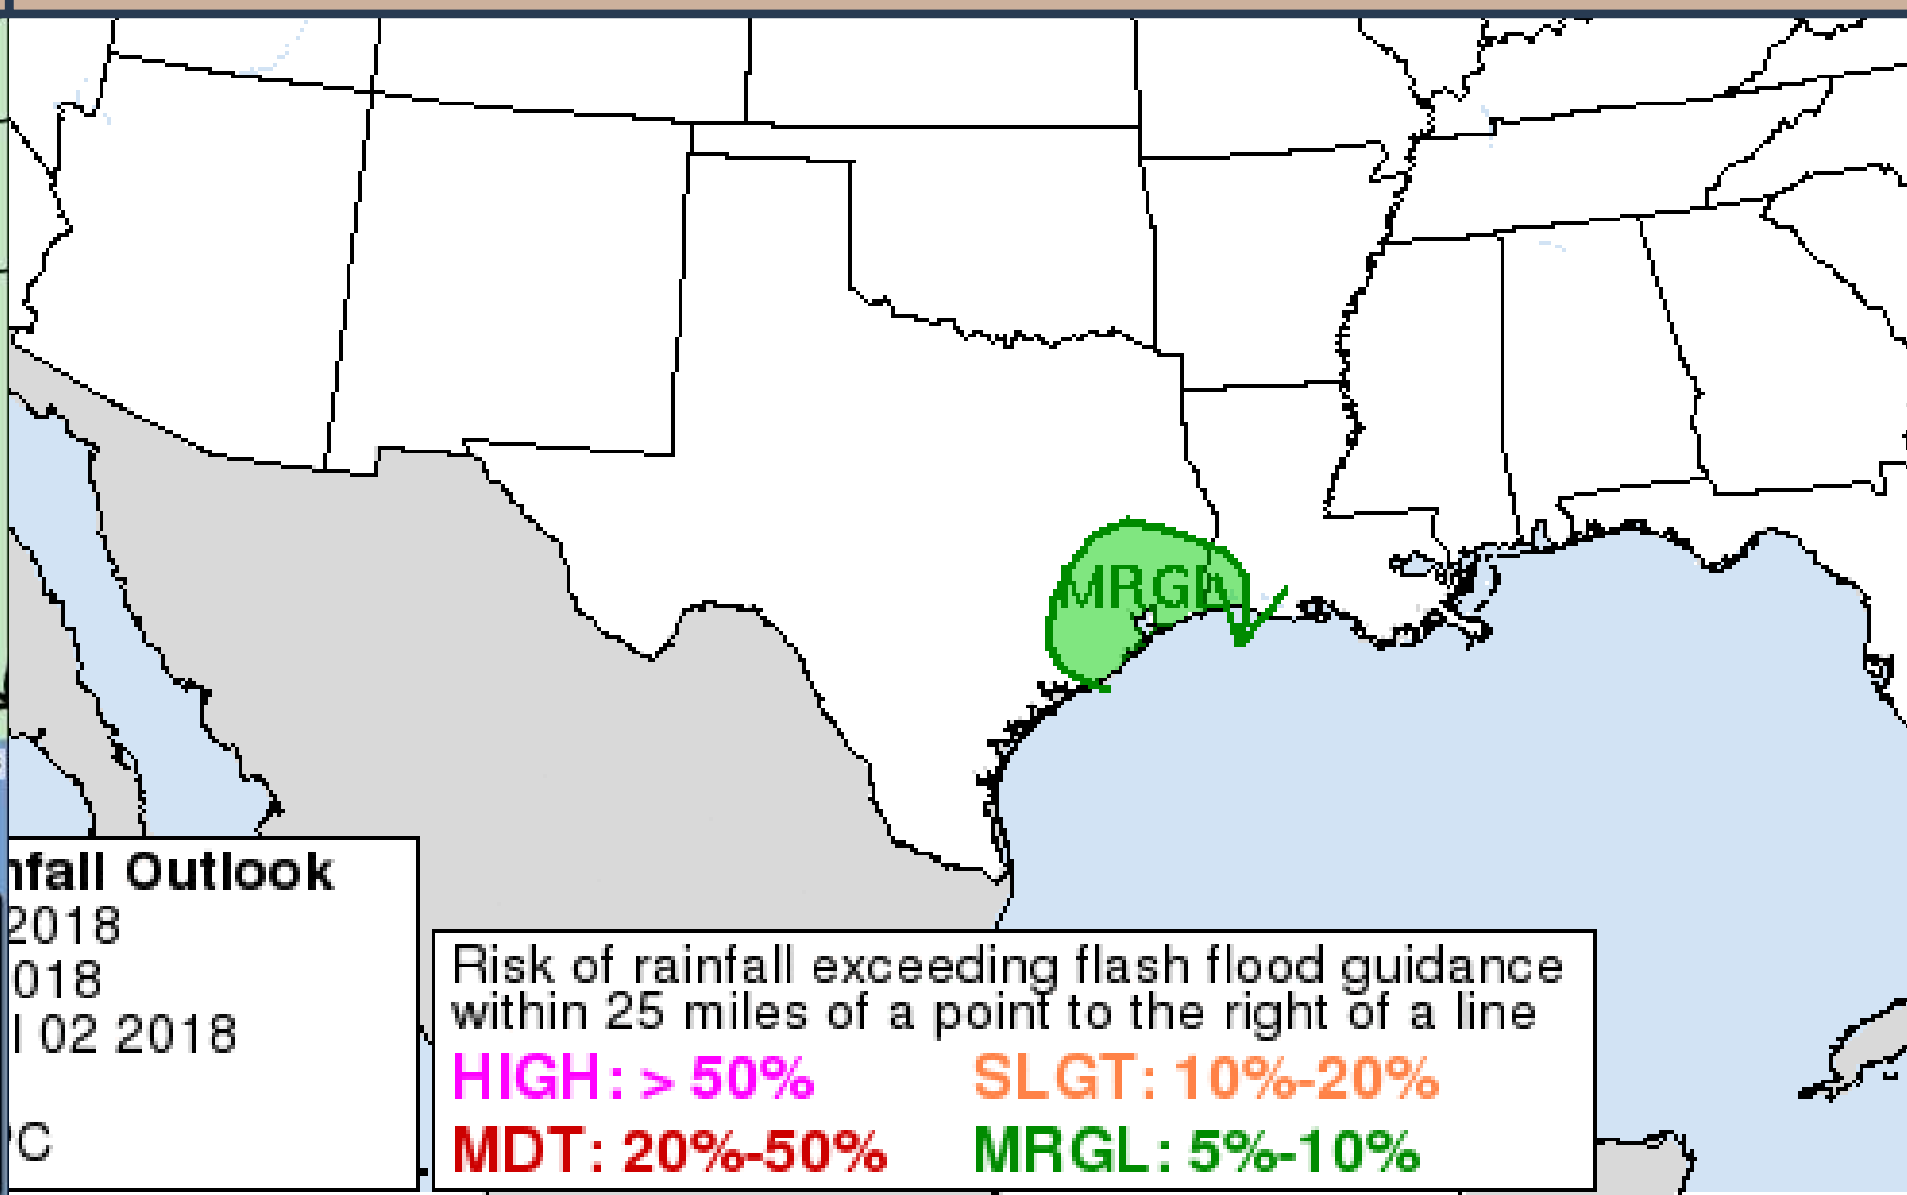 MRGL
nfall Outlook
2018
018
l 02 2018
PC
Risk of rainfall exceeding flash flood guidance
within 25 miles of a point to the right of a line
HIGH: > 50% SLGT: 10%-20%
MDT: 20%-50% MRGL: 5%-10%